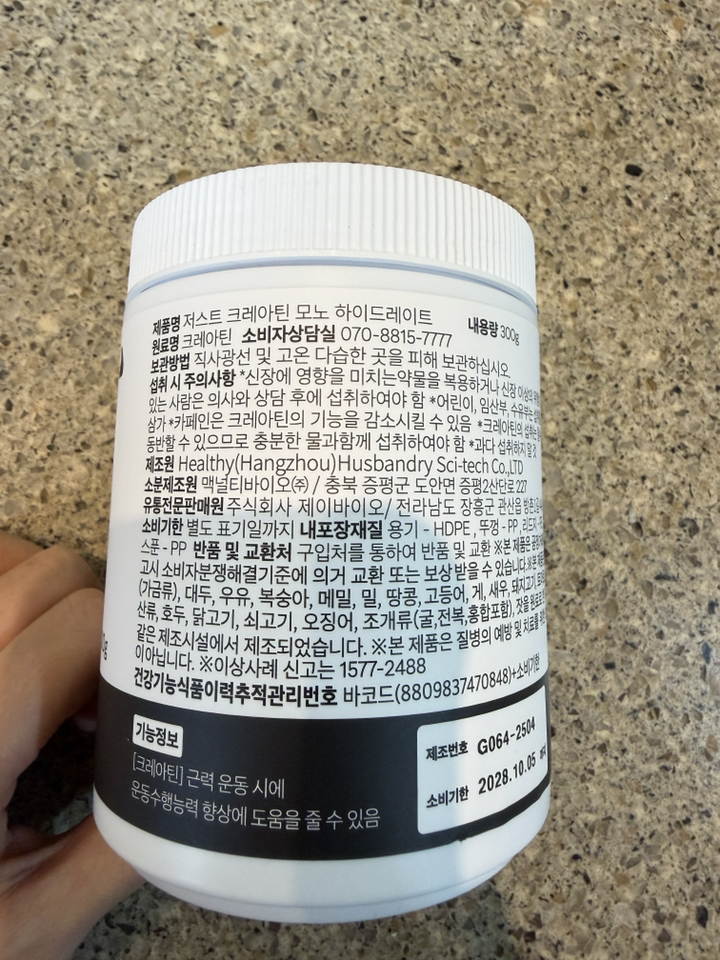 제품명 저스트 크레아틴 모노 하이드레이트 내용량 300g
원료명 크레아틴 소비자상담실 070-8815-7777
보관방법 직사광선 및 고온 다습한 곳을 피해 보관하십시오
섭취 시 주의사항 *신장에 영향을 미치는약물을 복용하거나 신장 이상의
있는 사람은 의사와 상담 후에 섭취하여야 함 *어린이, 임산부, 수유부는
삼가 *카페인은 크레아틴의 기능을 감소시킬 수 있음 *크레아틴의 섭취는
동반할 수 있으므로 충분한 물과함께 섭취하여야 함 *과다 섭취하지 말 것
제조원 Healthy(Hangzhou)Husbandry Sci-tech Co.,LTD
소분제조원 맥널티바이오㈜ / 충북 증평군 도안면 증평2산단로 227
유통전문판매원 주식회사 제이바이오/ 전라남도 장흥군 관산읍
소비기한 별도 표기일까지 내포장재질 용기 - HDPE , 뚜껑 - PP,
스푼 - PP 반품 및 교환처 구입처를 통하여 반품 및 교환 ※본 제품은
고시 소비자분쟁해결기준에 의거 교환 또는 보상받을 수 있습니다.
(가금류), 대두, 우유, 복숭아, 메밀, 밀, 땅콩, 고등어, 게, 새우, 돼지고기,
산류, 호두, 닭고기, 쇠고기, 오징어, 조개류(굴,전복,홍합포함), 잣을
같은 제조시설에서 제조되었습니다. ※본 제품은 질병의 예방 및 치료를
이 아닙니다. ※이상사례 신고는 1577-2488
건강기능식품이력추적관리번호 바코드(8809837470848)+소비기한
기능정보
[크레아틴] 근력 운동 시에
운동수행능력 향상에 도움을 줄 수 있음
제조번호 G064-2504
소비기한 2028.10.05 까지